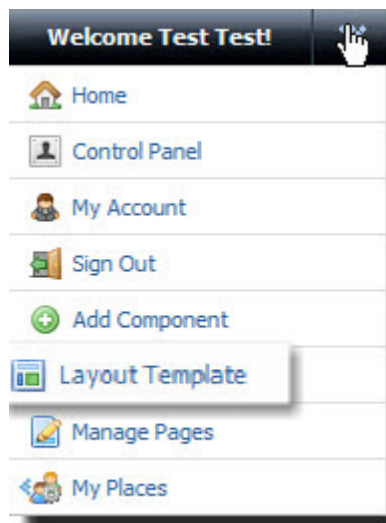 Welcome Test Test!
Home
Control Panel
My Account
Sign Out
Add Component
Layout Template
Manage Pages
My Places